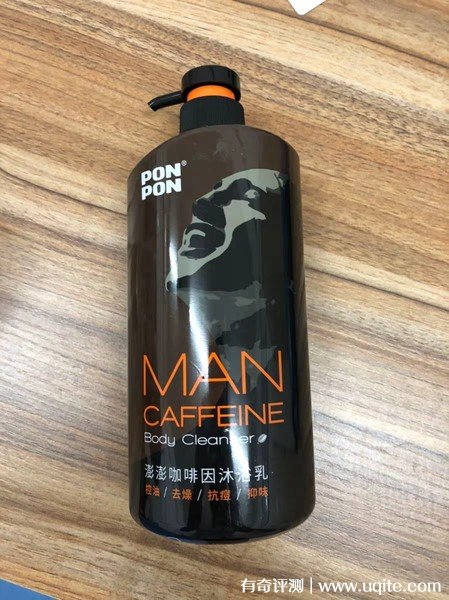 PON®
PON
MAN
CAFFEINE
Body Cleanser
澎澎咖啡因沐浴乳
控油 / 去燥 / 抗痘 / 抑味
有奇评测 | www.uqite.com